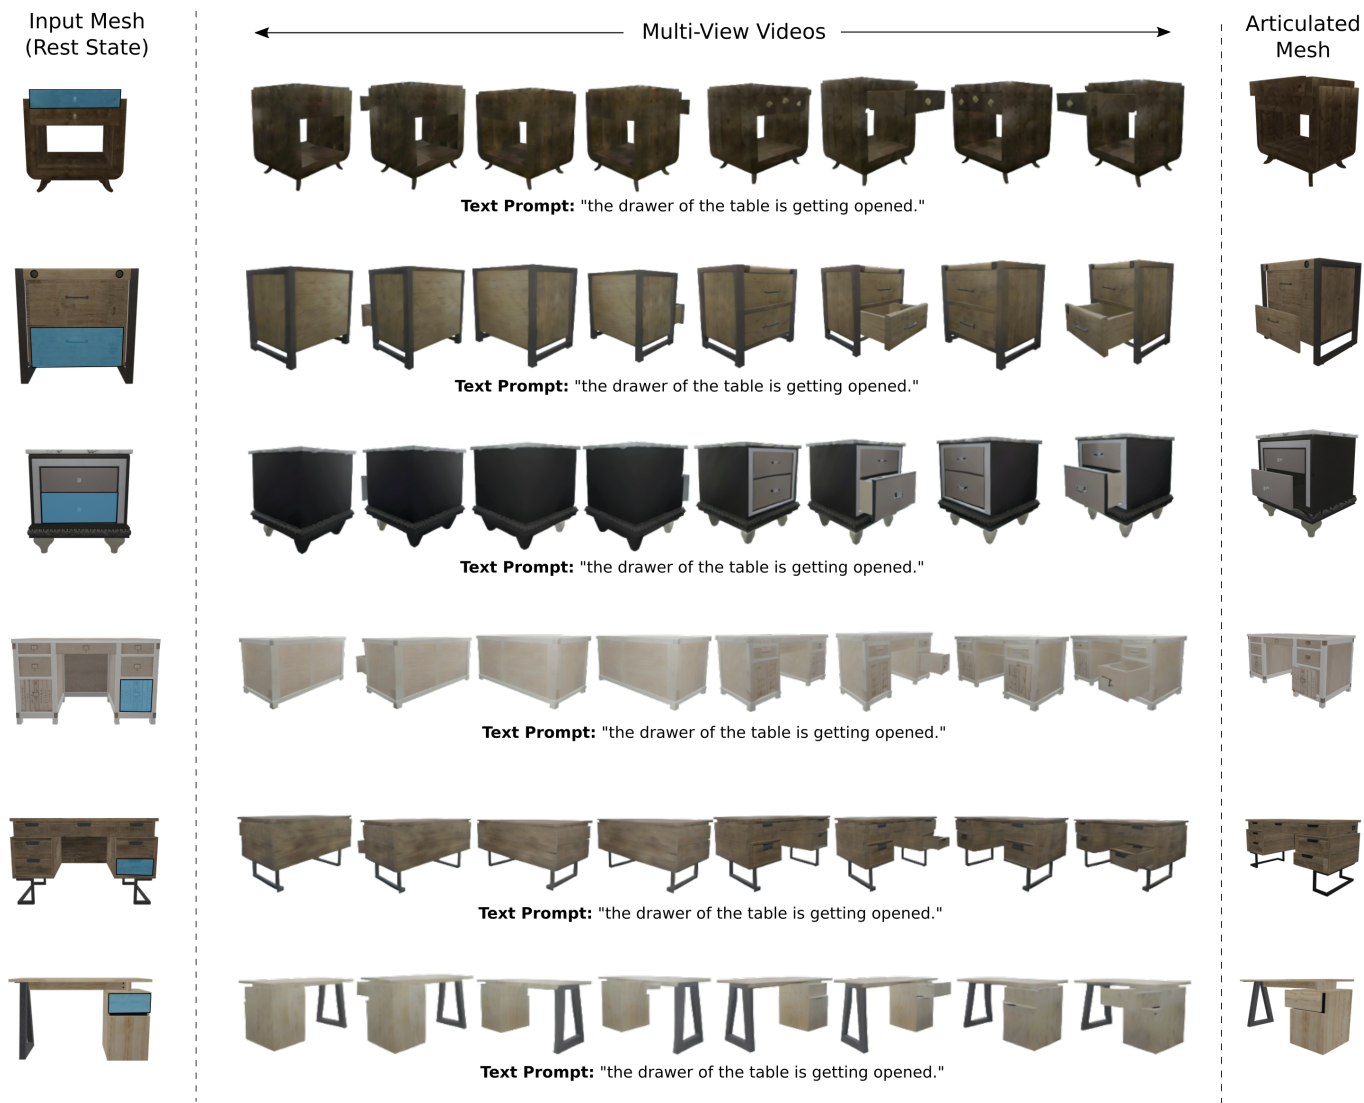 Input Mesh
(Rest State)
Multi-View Videos
Articulated
Mesh
Text Prompt: "the drawer of the table is getting opened."
Text Prompt: "the drawer of the table is getting opened."
Text Prompt: "the drawer of the table is getting opened."
Text Prompt: "the drawer of the table is getting opened."
Text Prompt: "the drawer of the table is getting opened."
Text Prompt: "the drawer of the table is getting opened."